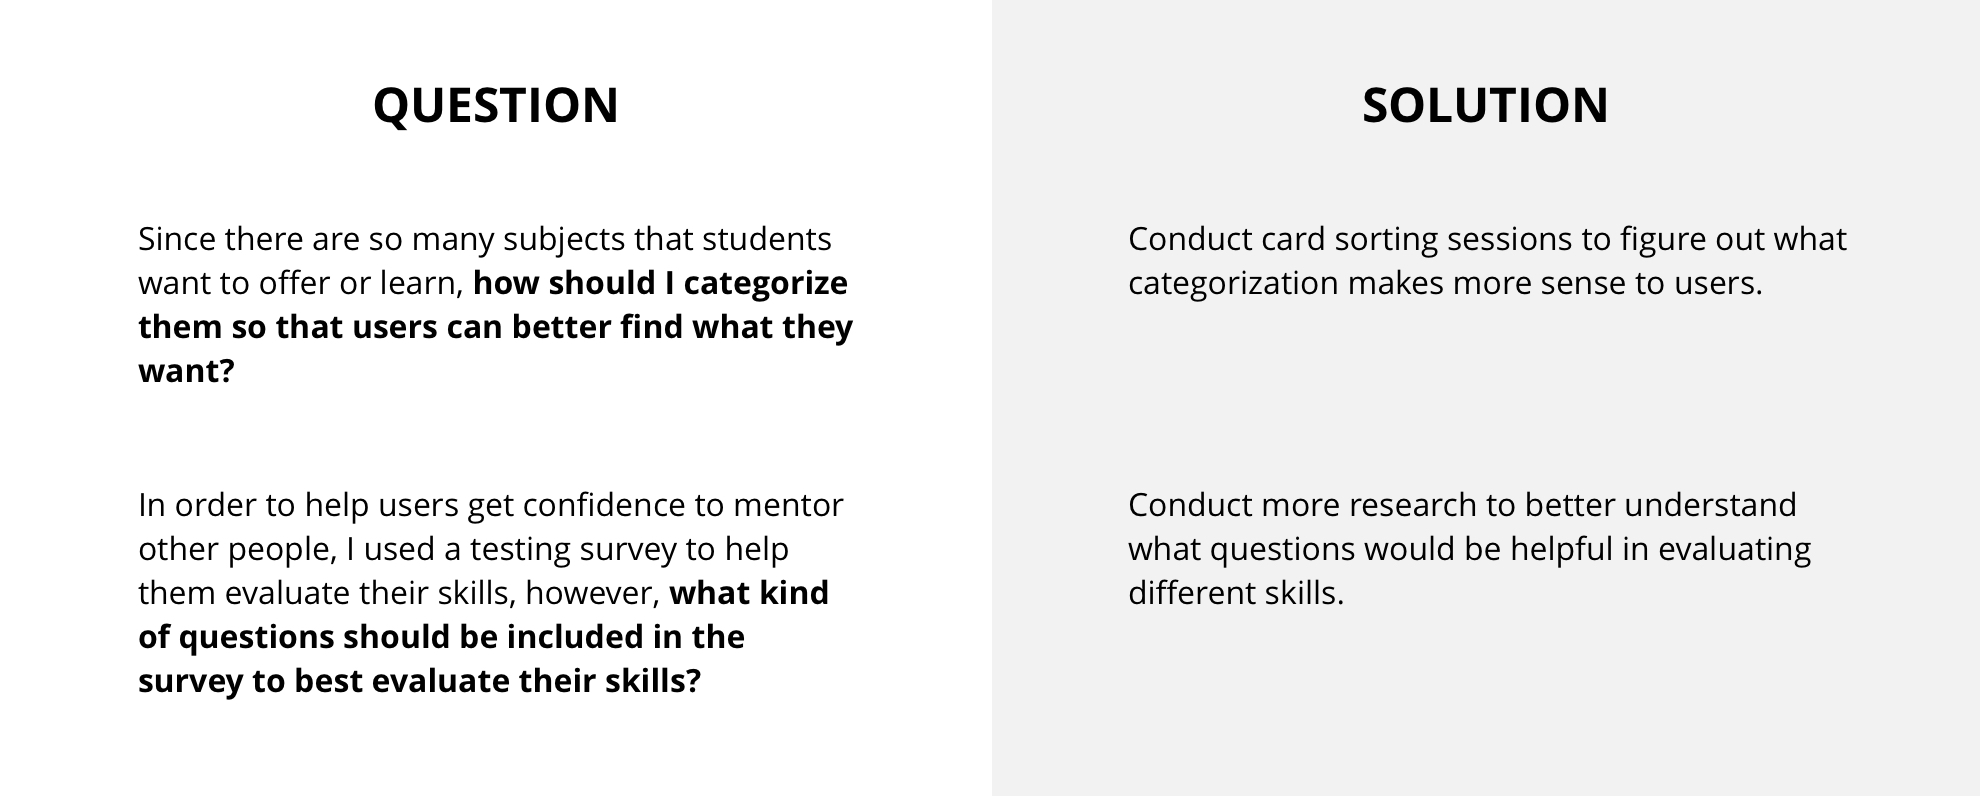 QUESTION
Since there are so many subjects that students
want to offer or learn, how should I categorize
them so that users can better find what they
want?
In order to help users get confidence to mentor
other people, I used a testing survey to help
them evaluate their skills, however, what kind
of questions should be included in the
survey to best evaluate their skills?
SOLUTION
Conduct card sorting sessions to figure out what
categorization makes more sense to users.
Conduct more research to better understand
what questions would be helpful in evaluating
different skills.